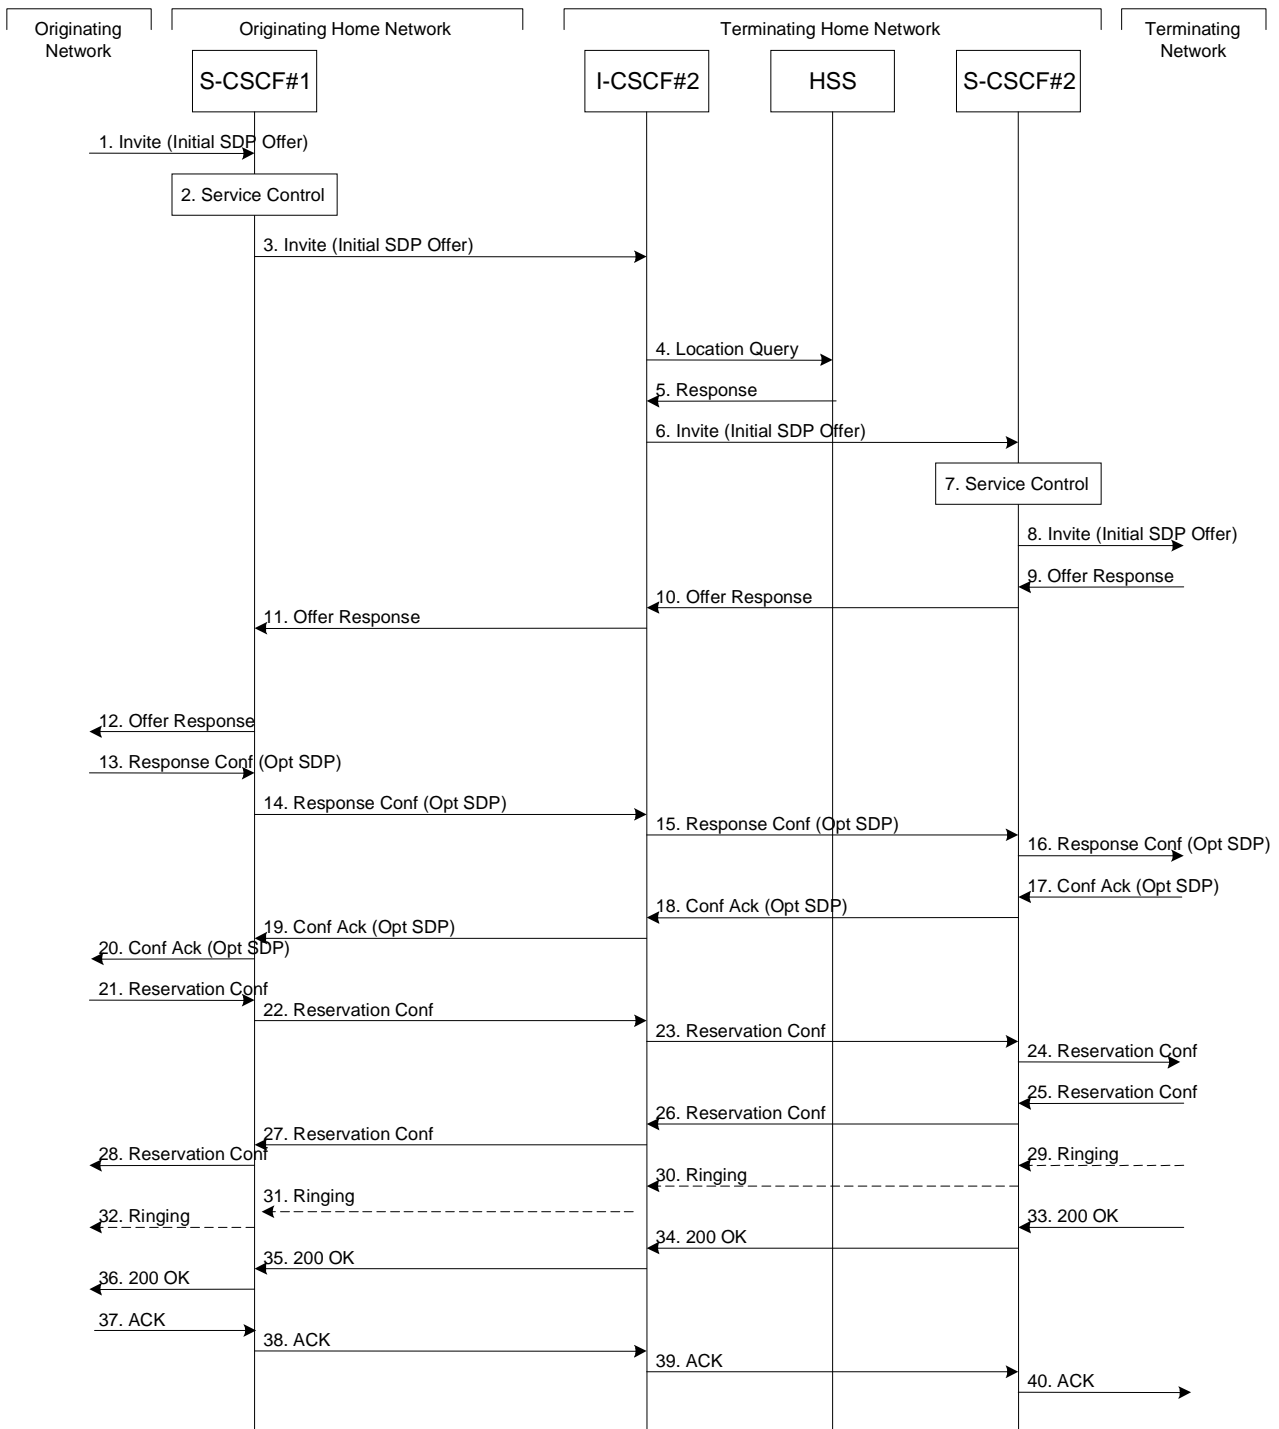 Originating
Network
Originating Home Network
Terminating Home Network
Terminating
Network
S-CSCF#1
I-CSCF#2
HSS
S-CSCF#2
1. Invite (Initial SDP Offer)
2. Service Control
3. Invite (Initial SDP Offer)
4. Location Query
5. Response
6. Invite (Initial SDP Offer)
7. Service Control
8. Invite (Initial SDP Offer)
9. Offer Response
10. Offer Response
11. Offer Response
12. Offer Response
13. Response Conf (Opt SDP)
14. Response Conf (Opt SDP)
15. Response Conf (Opt SDP)
16. Response Conf (Opt SDP)
17. Conf Ack (Opt SDP)
18. Conf Ack (Opt SDP)
19. Conf Ack (Opt SDP)
20. Conf Ack (Opt SDP)
21. Reservation Conf
22. Reservation Conf
23. Reservation Conf
24. Reservation Conf
25. Reservation Conf
26. Reservation Conf
27. Reservation Conf
28. Reservation Conf
29. Ringing
30. Ringing
31. Ringing
32. Ringing
33. 200 OK
34. 200 OK
35. 200 OK
36. 200 OK
37. ACK
38. ACK
39. ACK
40. ACK